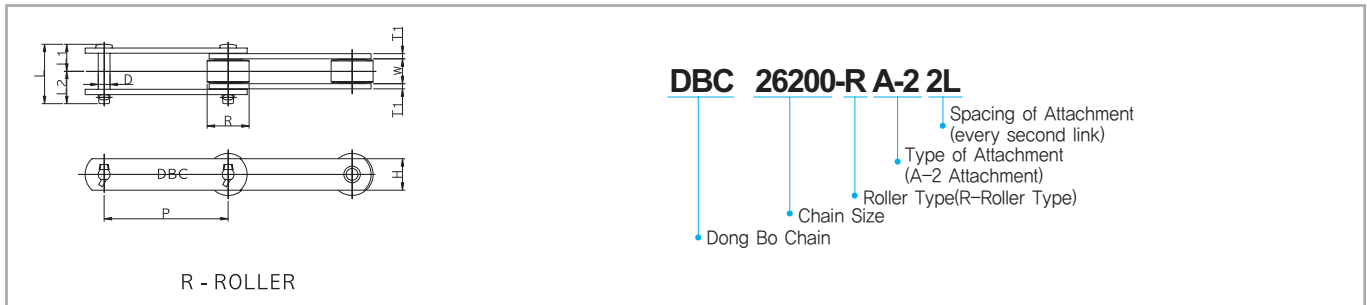 T1
L
L1
L2
D
W
T1
R
DBC
H
P
R - ROLLER
DBC 26200-R A-2 2L
Spacing of Attachment
(every second link)
Type of Attachment
(A-2 Attachment)
Roller Type(R-Roller Type)
Chain Size
Dong Bo Chain